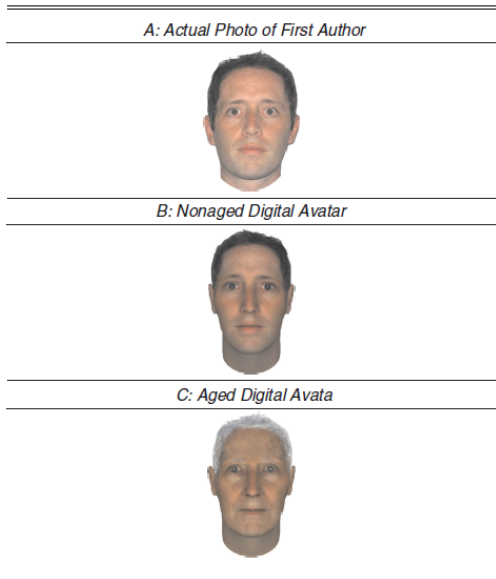 A: Actual Photo of First Author
B: Nonaged Digital Avatar
C: Aged Digital Avata